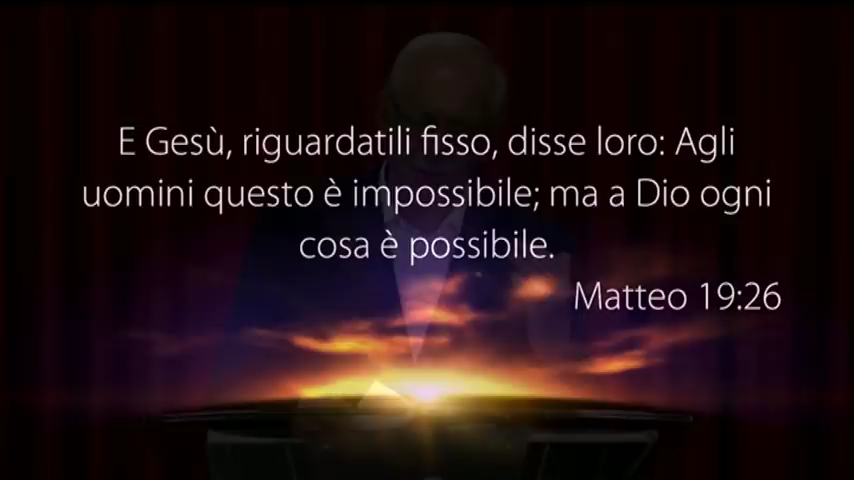 E Gesù, riguardatili fisso, disse loro: Agli
uomini questo è impossibile; ma a Dio ogni
cosa è possibile.
Matteo 19:26